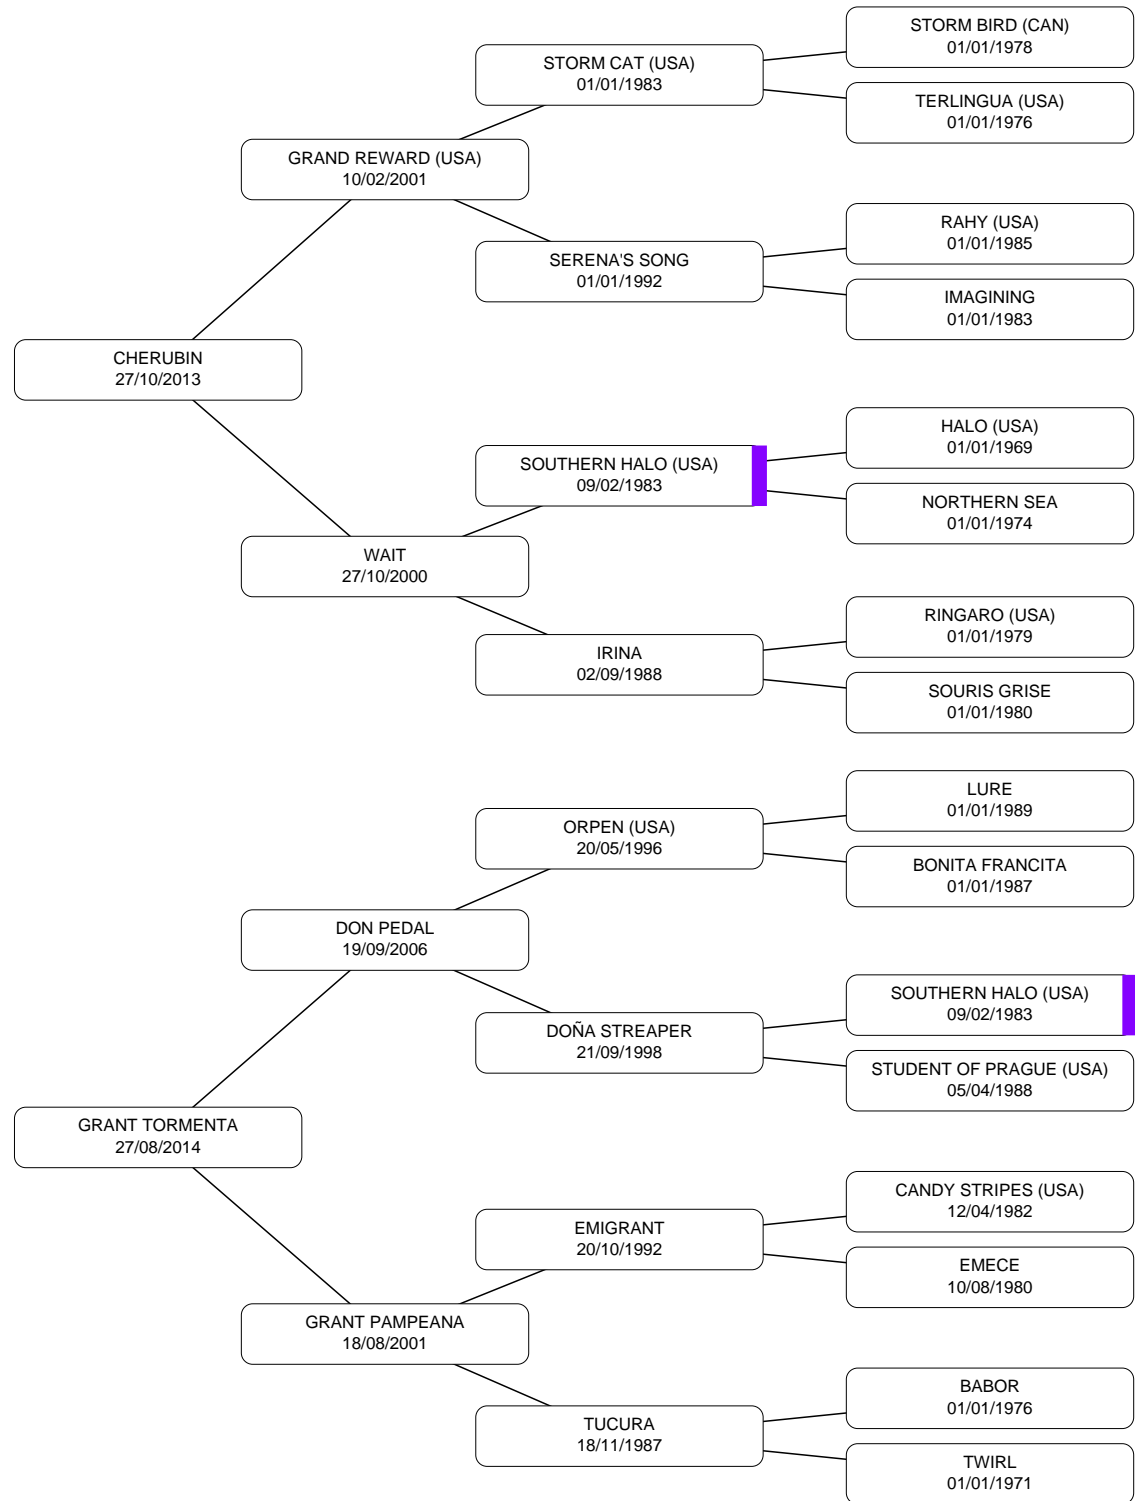 STORM BIRD (CAN)
01/01/1978
STORM CAT (USA)
01/01/1983
TERLINGUA (USA)
01/01/1976
GRAND REWARD (USA)
10/02/2001
RAHY (USA)
01/01/1985
SERENA'S SONG
01/01/1992
IMAGINING
01/01/1983
CHERUBIN
27/10/2013
HALO (USA)
01/01/1969
SOUTHERN HALO (USA)
09/02/1983
NORTHERN SEA
01/01/1974
WAIT
27/10/2000
RINGARO (USA)
01/01/1979
IRINA
02/09/1988
SOURIS GRISE
01/01/1980
LURE
01/01/1989
ORPEN (USA)
20/05/1996
BONITA FRANCITA
01/01/1987
DON PEDAL
19/09/2006
SOUTHERN HALO (USA)
09/02/1983
DOÑA STREAPER
21/09/1998
STUDENT OF PRAGUE (USA)
05/04/1988
GRANT TORMENTA
27/08/2014
CANDY STRIPES (USA)
12/04/1982
EMIGRANT
20/10/1992
EMECE
10/08/1980
GRANT PAMPEANA
18/08/2001
BABOR
01/01/1976
TUCURA
18/11/1987
TWIRL
01/01/1971